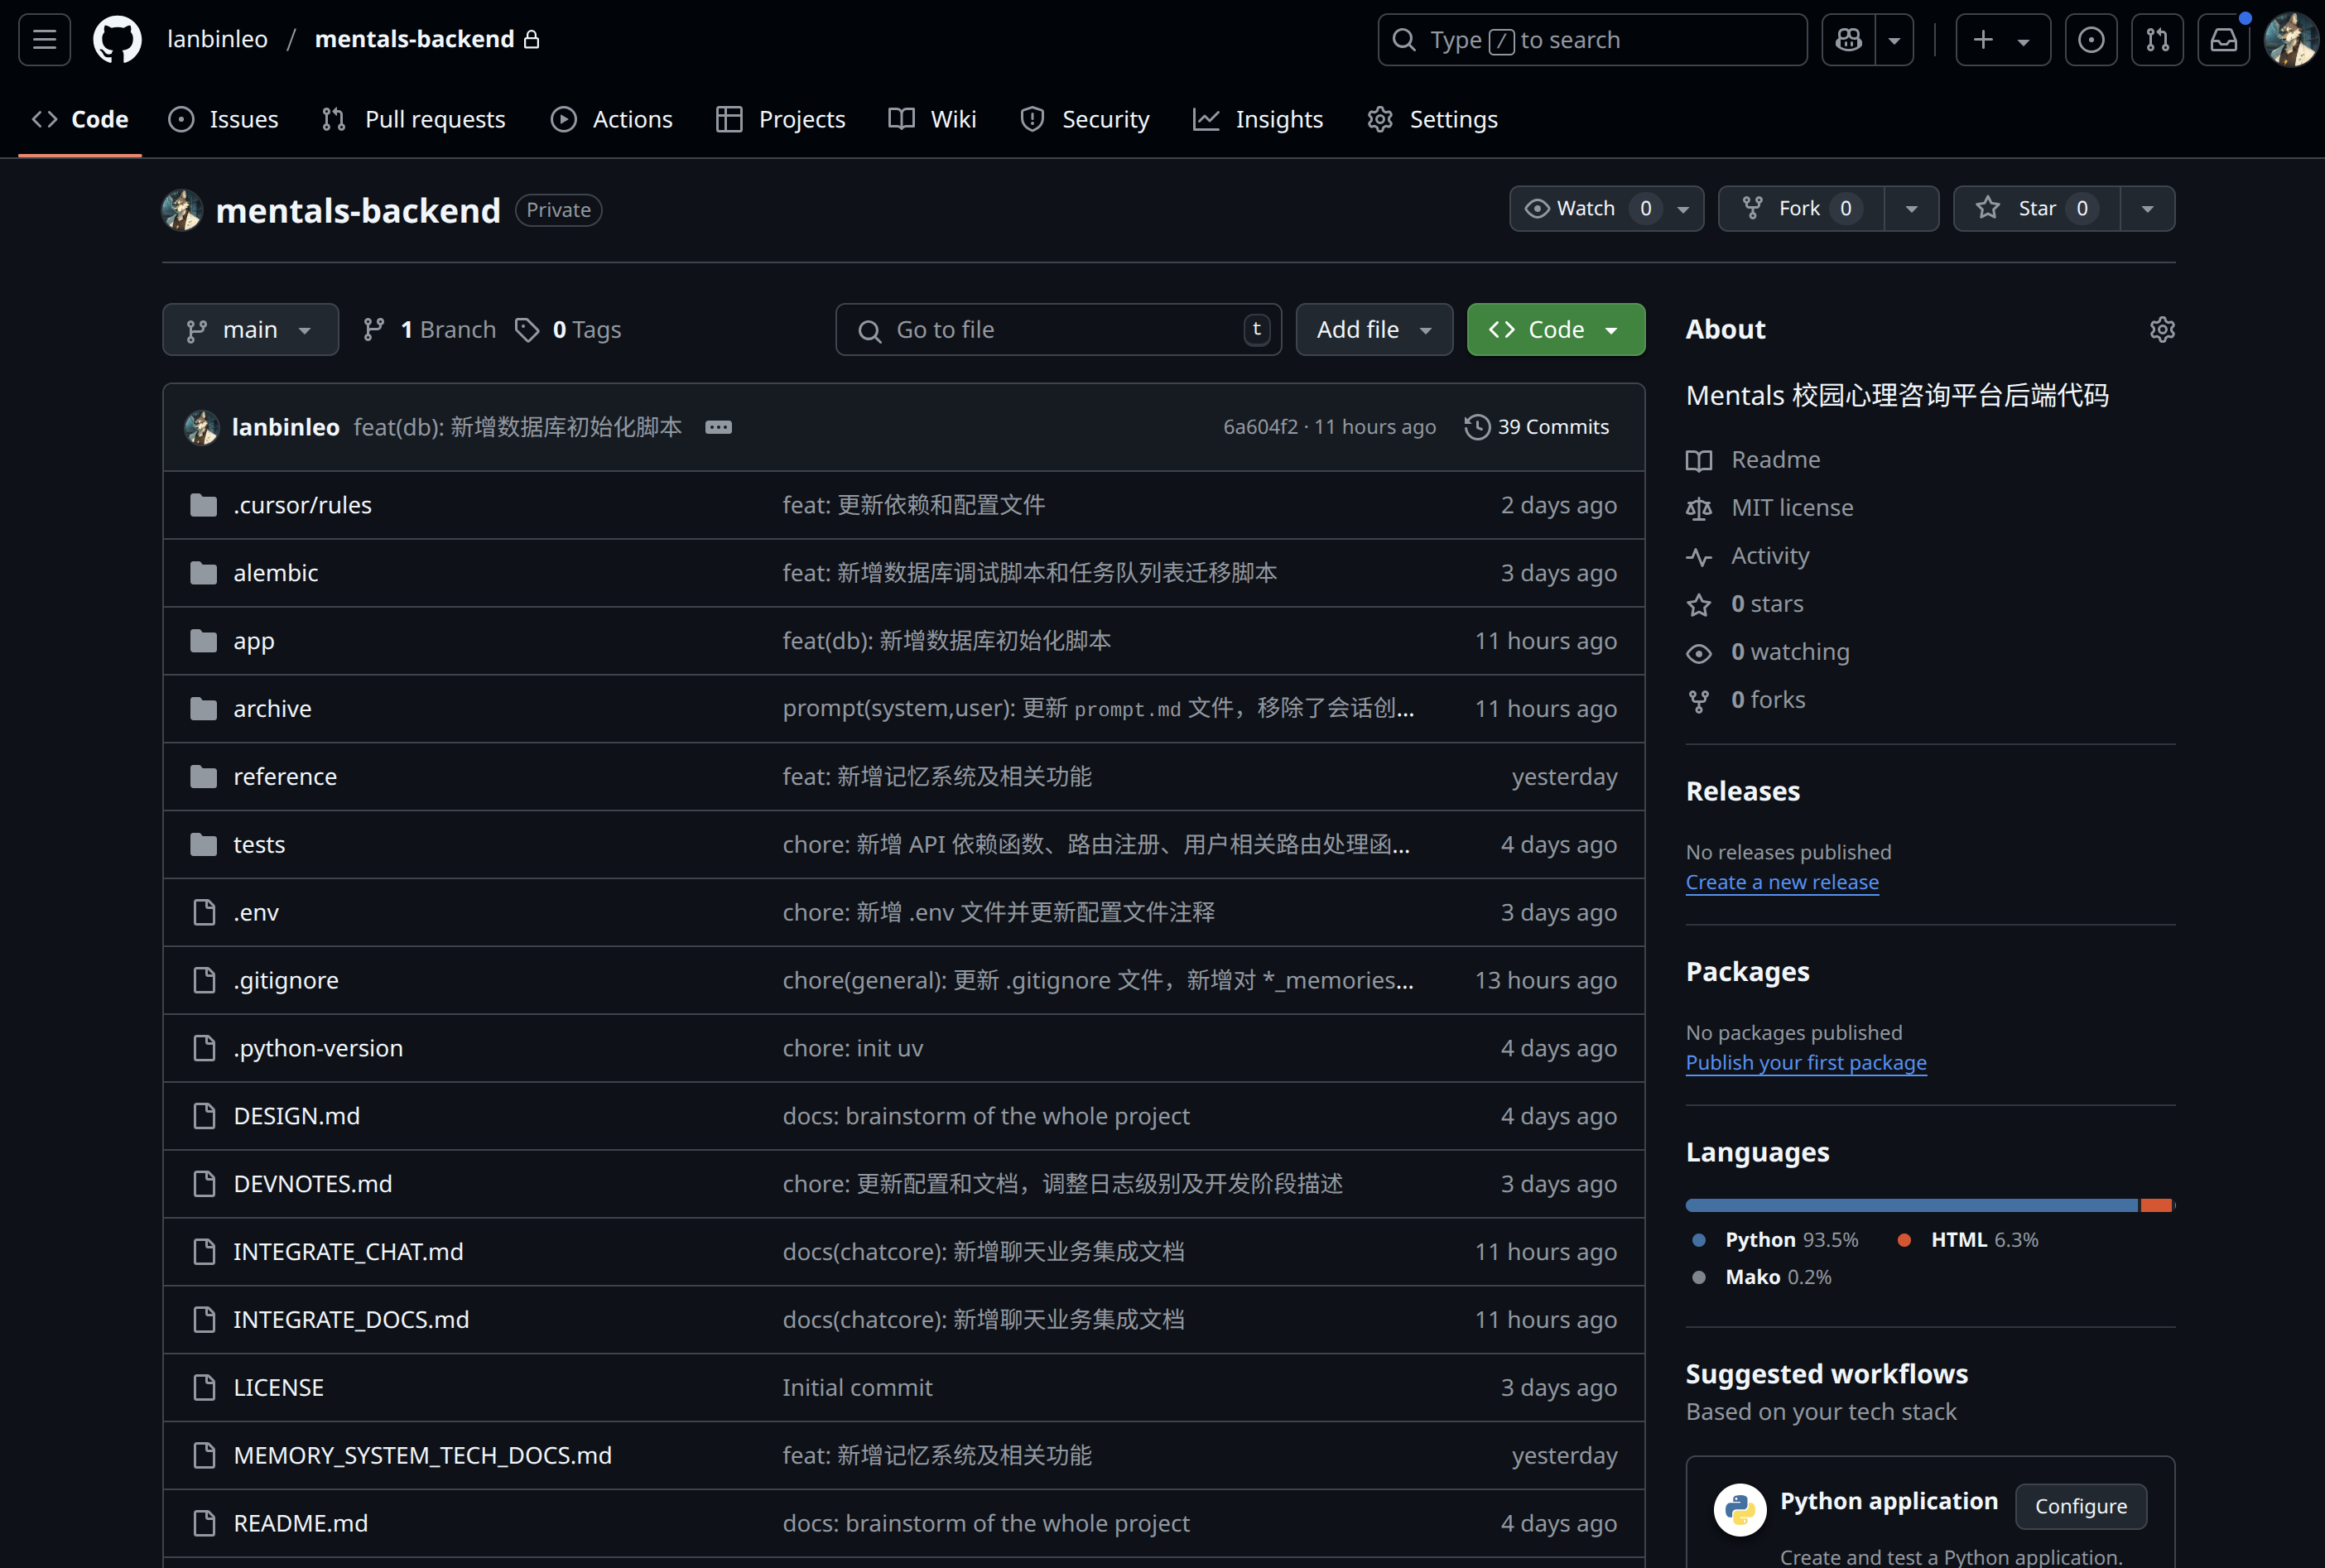 lanbinleo / mentals-backend
Type / to search
Code Issues Pull requests Actions Projects Wiki Security Insights Settings
mentals-backend Private
Watch 0 Fork 0 Star 0
main 1 Branch 0 Tags
Go to file t Add file Code
lanbinleo feat(db): 新增数据库初始化脚本 6a604f2 · 11 hours ago 39 Commits
.cursor/rules feat: 更新依赖和配置文件 2 days ago
alembic feat: 新增数据库调试脚本和任务队列表迁移脚本 3 days ago
app feat(db): 新增数据库初始化脚本 11 hours ago
archive prompt(system,user): 更新 prompt.md 文件，移除了会话创... 11 hours ago
reference feat: 新增记忆系统及相关功能 yesterday
tests chore: 新增 API 依赖函数、路由注册、用户相关路由处理函... 4 days ago
.env chore: 新增 .env 文件并更新配置文件注释 3 days ago
.gitignore chore(general): 更新 .gitignore 文件，新增对 *_memories... 13 hours ago
.python-version chore: init uv 4 days ago
DESIGN.md docs: brainstorm of the whole project 4 days ago
DEVNOTES.md chore: 更新配置和文档，调整日志级别及开发阶段描述 3 days ago
INTEGRATE_CHAT.md docs(chatcore): 新增聊天业务集成文档 11 hours ago
INTEGRATE_DOCS.md docs(chatcore): 新增聊天业务集成文档 11 hours ago
LICENSE Initial commit 3 days ago
MEMORY_SYSTEM_TECH_DOCS.md feat: 新增记忆系统及相关功能 yesterday
README.md docs: brainstorm of the whole project 4 days ago
About
Mentals 校园心理咨询平台后端代码
Readme
MIT license
Activity
0 stars
0 watching
0 forks
Releases
No releases published
Create a new release
Packages
No packages published
Publish your first package
Languages
Python 93.5% HTML 6.3%
Mako 0.2%
Suggested workflows
Based on your tech stack
Python application Configure
Create and test a Python application.